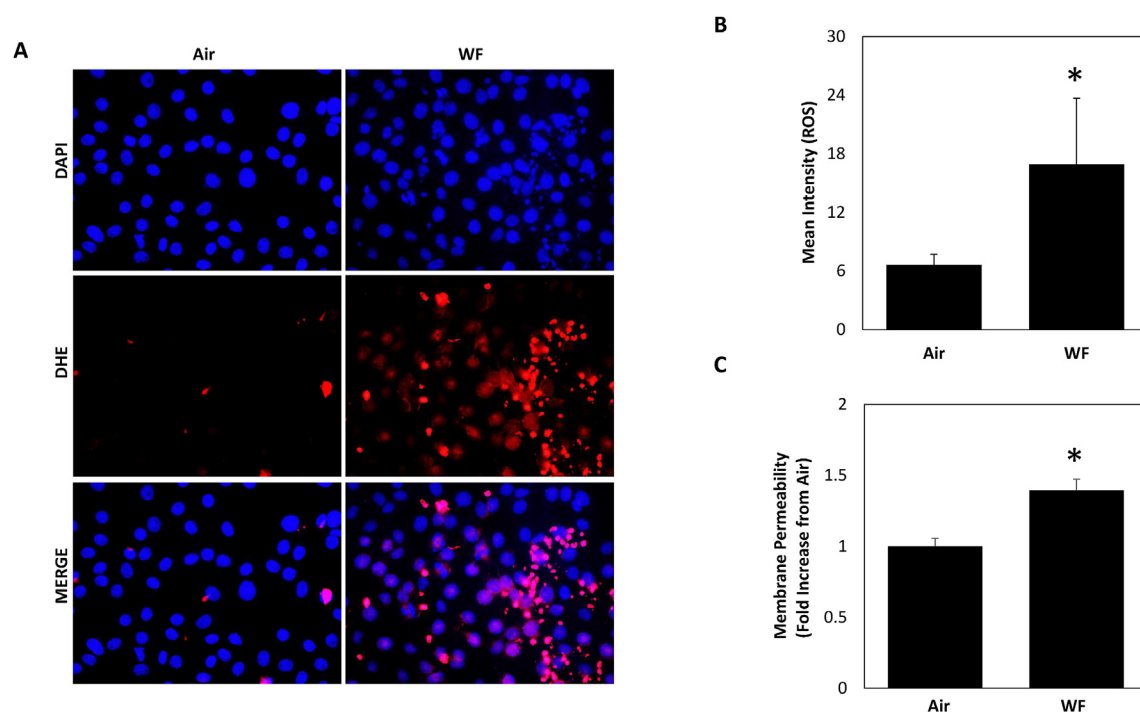 A
Air
WF
DAPI
DHE
MERGE
B
Mean Intensity (ROS)
30
24
18
12
6
0
*
Air
WF
C
Membrane Permeability
(Fold Increase from Air)
2
1.5
1
0.5
0
*
Air
WF